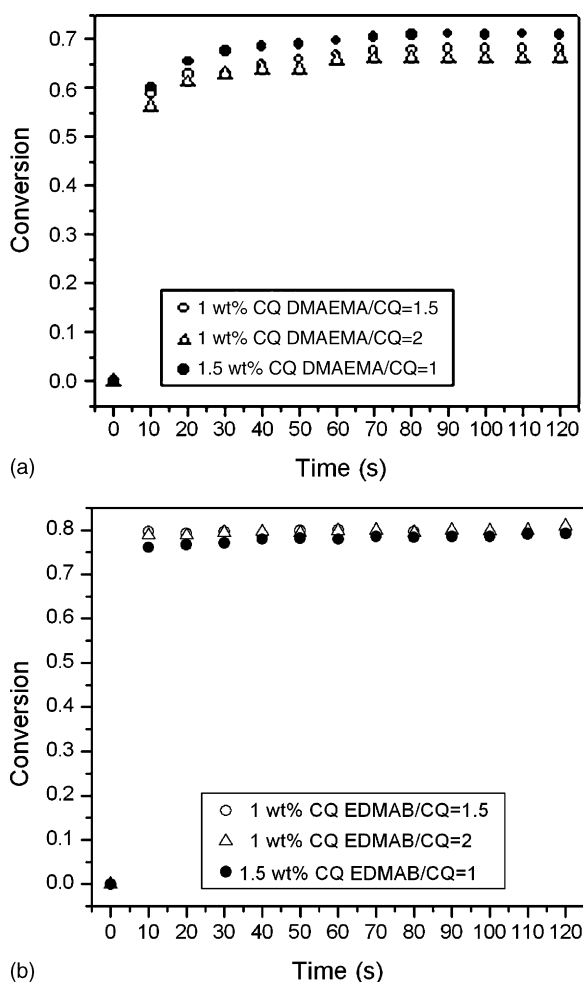 0.7
0.6
0.5
0.4
0.3
0.2
0.1
0.0
Conversion
1 wt% CQ DMAEMA/CQ=1.5
1 wt% CQ DMAEMA/CQ=2
1.5 wt% CQ DMAEMA/CQ=1
0 10 20 30 40 50 60 70 80 90 100 110 120
Time (s)
(a)
0.8
0.7
0.6
0.5
0.4
0.3
0.2
0.1
0.0
Conversion
1 wt% CQ EDMAB/CQ=1.5
1 wt% CQ EDMAB/CQ=2
1.5 wt% CQ EDMAB/CQ=1
0 10 20 30 40 50 60 70 80 90 100 110 120
Time (s)
(b)